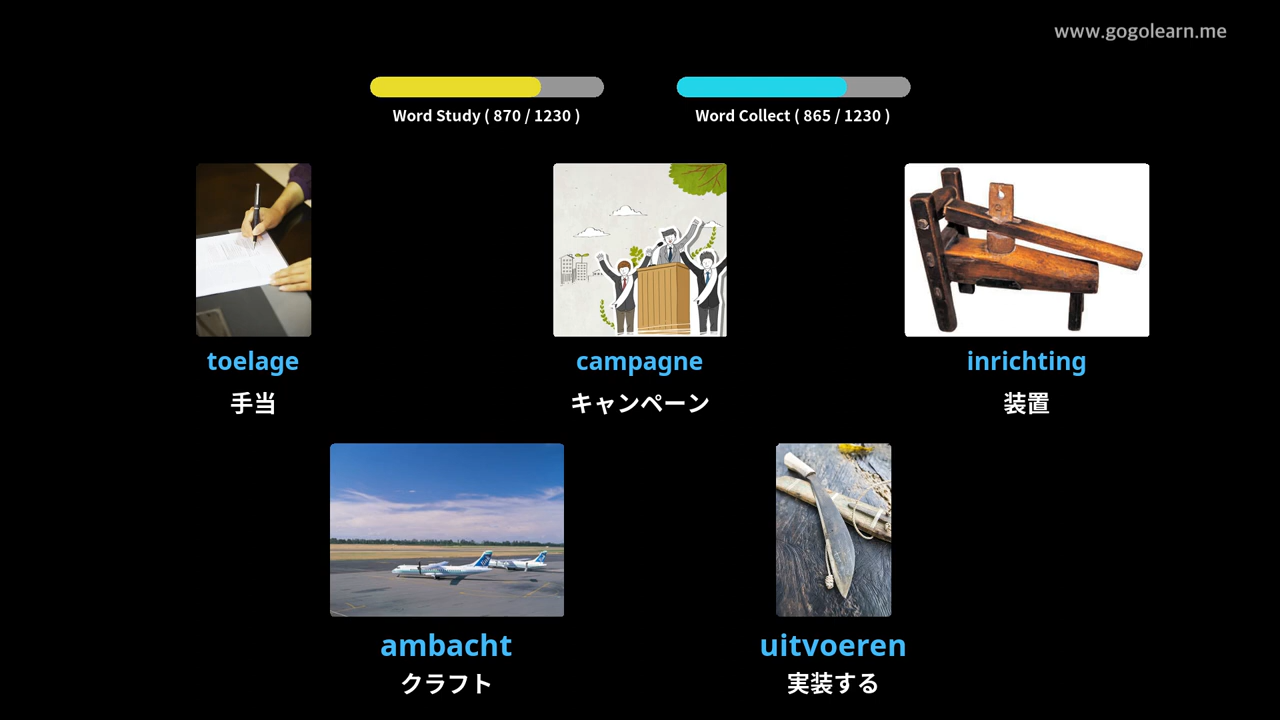 www.gogolearn.me
Word Study ( 870 / 1230 )
Word Collect ( 865 / 1230 )
toelage
手当
campagne
キャンペーン
inrichting
装置
ambacht
クラフト
uitvoeren
実装する